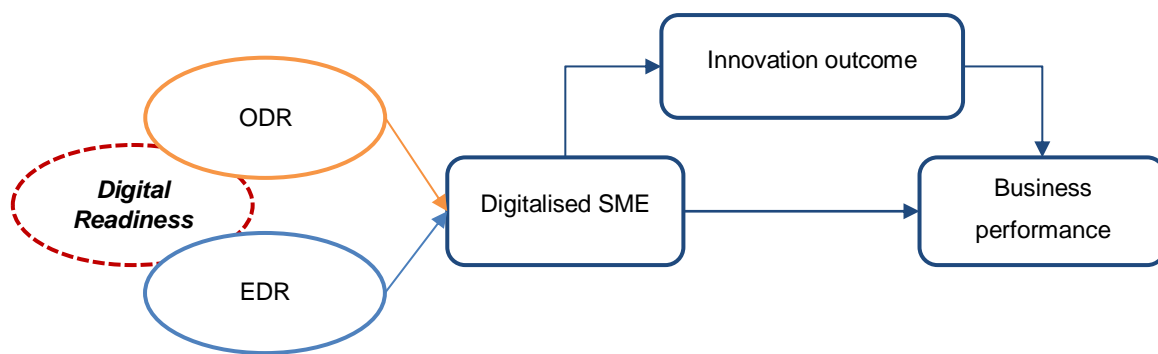 ODR
Digital
Readiness
EDR
Digitalised SME
Innovation outcome
Business
performance